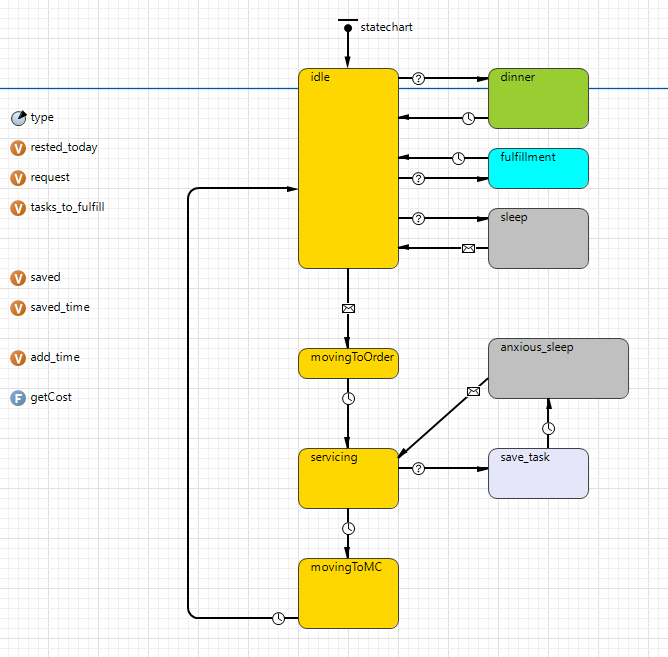 statechart
idle
dinner
?
type
rested_today
V
fulfillment
request
V
?
tasks_to_fulfill
V
sleep
?
saved
V
saved_time
V
add_time
V
movingToOrder
anxious_sleep
getCost
F
servicing
save_task
?
movingToMC